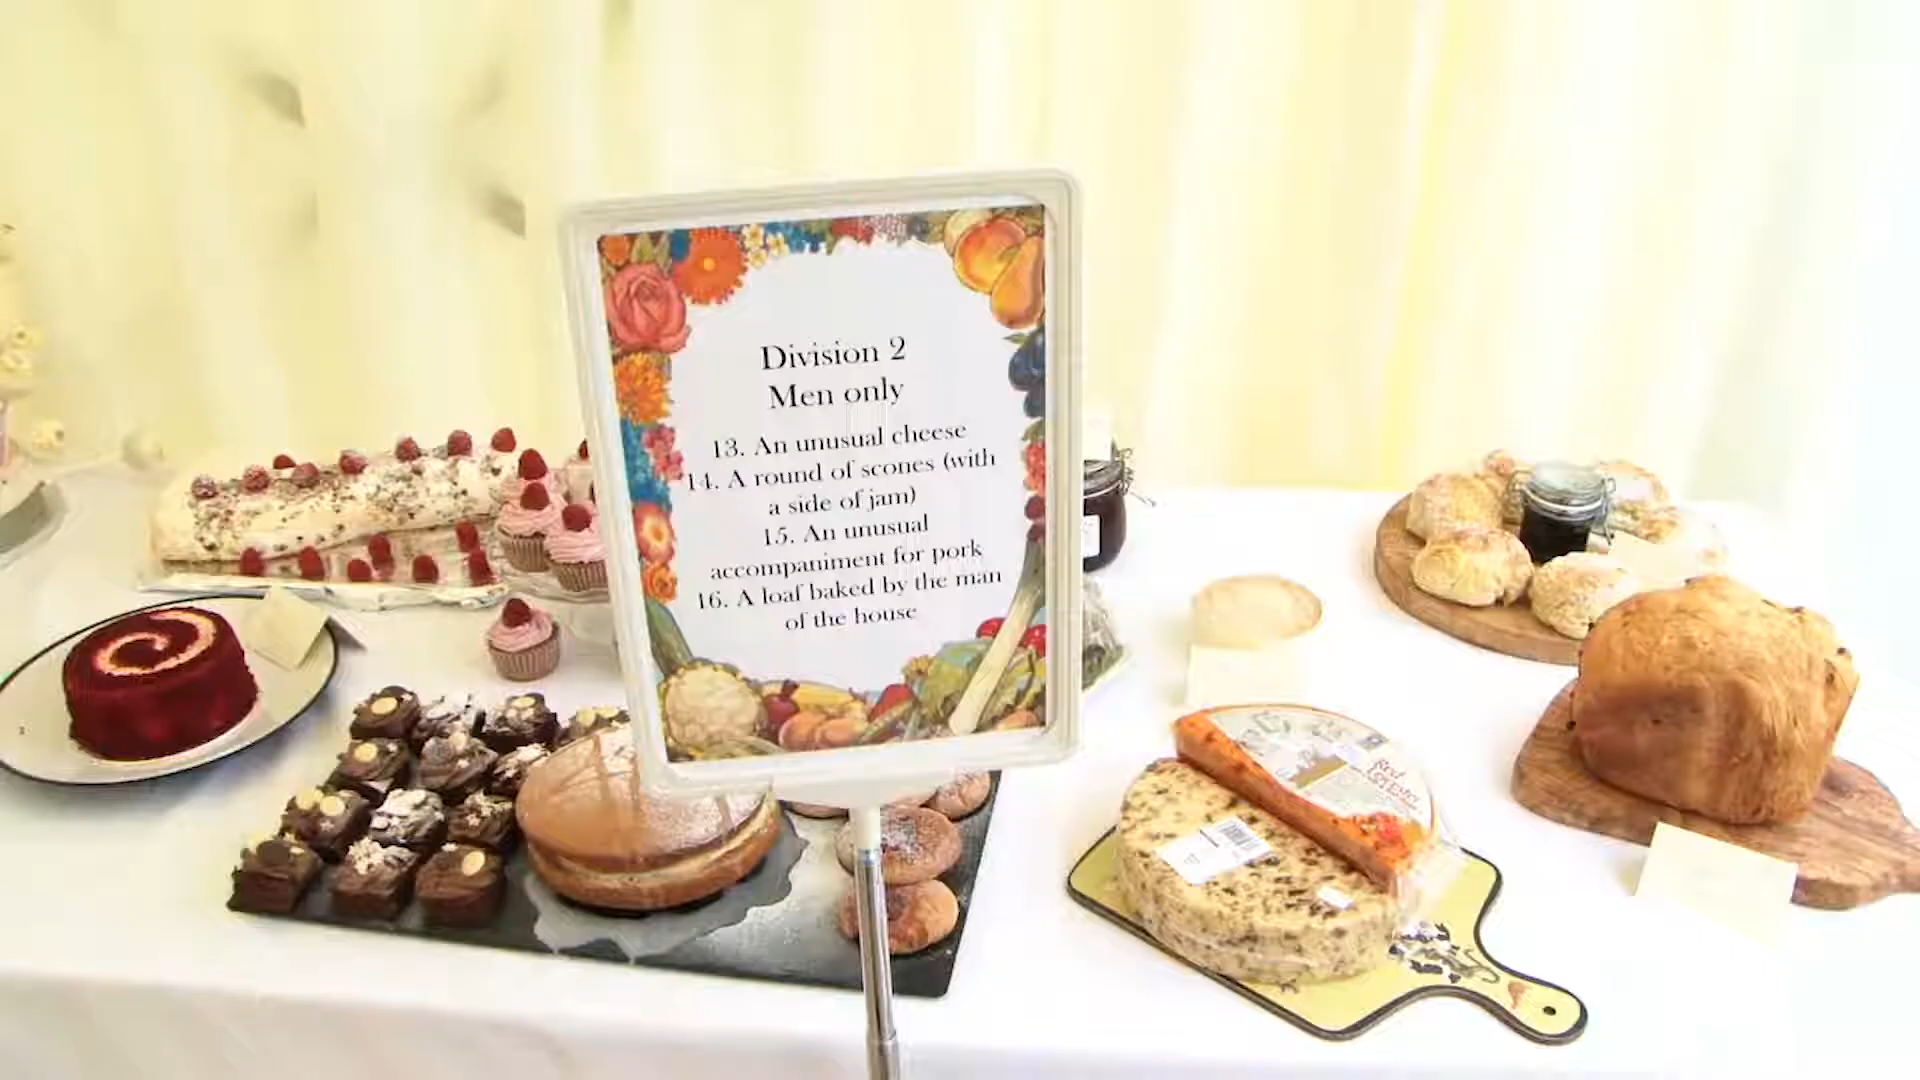 Division 2
Men only
13. An unusual cheese
14. A round of scones (with
a side of jam)
15. An unusual
accompaniment for pork
16. A loaf baked by the man
of the house
Red